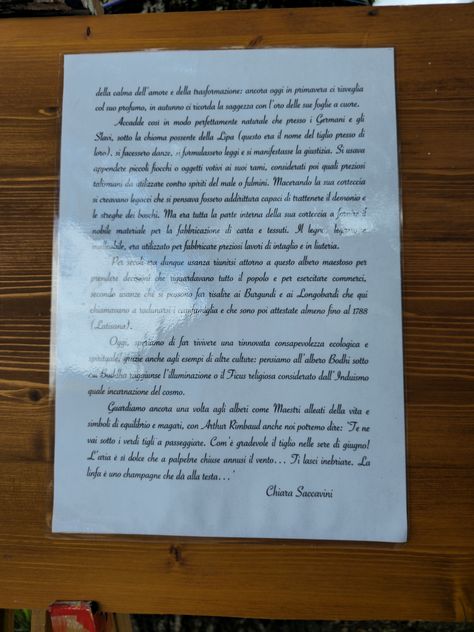 della calma dell'amore e della trasformazione: ancora oggi in primavera ci risveglia
col suo profumo, in autunno ci ricorda la saggezza con l'oro delle sue foglie a cuore.
Accadde così in modo perfettamente naturale che presso i Germani e gli
Slavi, sotto la chioma possente della Lipa (questo era il nome del tiglio presso di
loro), si facessero danze, si formulassero leggi e si manifestasse la giustizia. Si usava
appendere piccoli fiocchi o oggetti votivi ai suoi rami, considerati poi quali preziosi
talismani da utilizzare contro spiriti del male o fulmini. Macerando la sua corteccia
si creavano legacci che si pensava fossero addirittura capaci di trattenere il demonio e
le streghe dei boschi. Ma era tutta la parte interna della sua corteccia a fornire il
nobile materiale per la fabbricazione di carta e tessuti. Il legno, leggero e
malleabile, era utilizzato per fabbricare preziosi lavori di intaglio e in liuteria.
Per secoli era dunque usanza riunirsi attorno a questo albero maestoso per
prendere decisioni che riguardavano tutto il popolo e per esercitare commerci,
secondo usanze che si possono far risalire ai Burgundi e ai Longobardi che qui
chiamavano a radunarsi i capifamiglia e che sono poi attestate almeno fino al 1788
(Latisana).
Oggi, speriamo di far rivivere una rinnovata consapevolezza ecologica e
spirituale, grazie anche agli esempi di altre culture: pensiamo all'albero Bodhi sotto
cui Buddha raggiunse l'illuminazione o il Ficus religiosa considerato dall'Induismo
quale incarnazione del cosmo.
Guardiamo ancora una volta agli alberi come Maestri alleati della vita e
simboli di equilibrio e magari, con Arthur Rimbaud anche noi potremo dire: 'Te ne
vai sotto i verdi tigli a passeggiare. Com'è gradevole il tiglio nelle sere di giugno!
L'aria è sì dolce che a palpebre chiuse annusi il vento... Ti lasci inebriare. La
linfa è uno champagne che dà alla testa...'
Chiara Saccavini